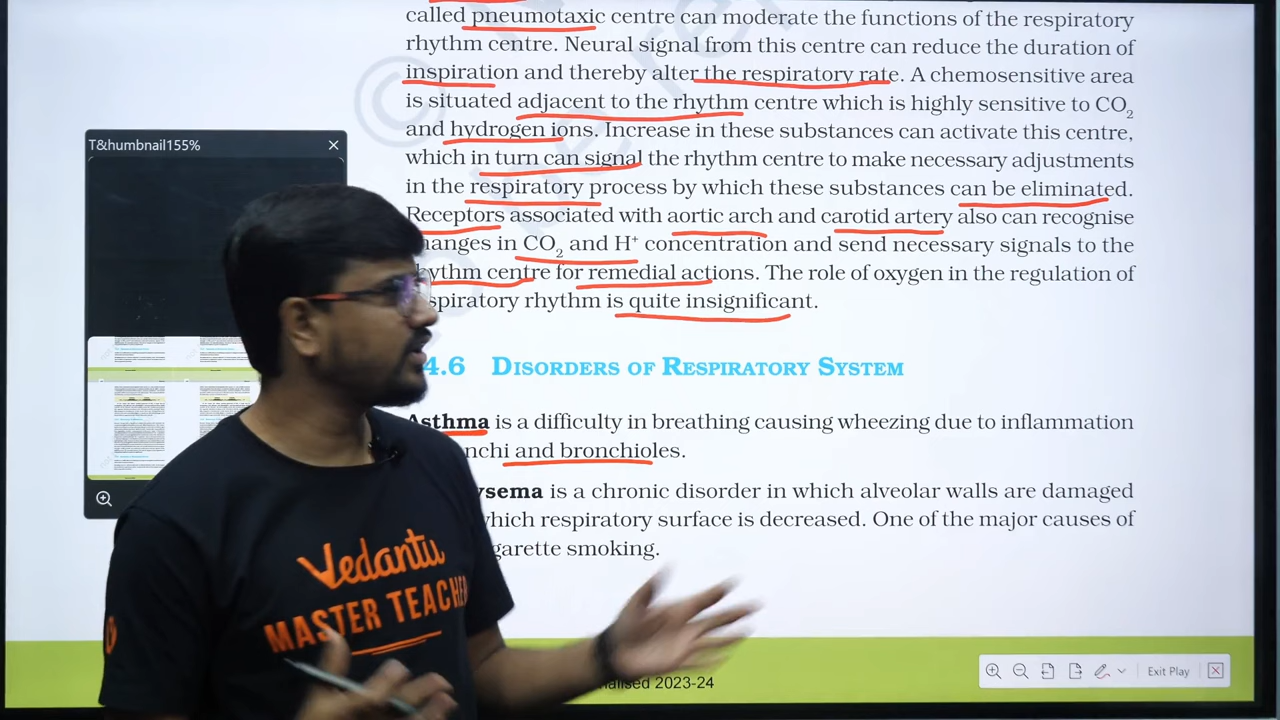 called pneumotaxic centre can moderate the functions of the respiratory
rhythm centre. Neural signal from this centre can reduce the duration of
inspiration and thereby alter the respiratory rate. A chemosensitive area
is situated adjacent to the rhythm centre which is highly sensitive to CO2
and hydrogen ions. Increase in these substances can activate this centre,
which in turn can signal the rhythm centre to make necessary adjustments
in the respiratory process by which these substances can be eliminated.
Receptors associated with aortic arch and carotid artery also can recognise
hanges in CO2 and H+ concentration and send necessary signals to the
hythm centre for remedial actions. The role of oxygen in the regulation of
spiratory rhythm is quite insignificant.
4.6 Disorders of Respiratory System
Asthma is a difficulty in breathing causing wheezing due to inflammation
nchi and bronchioles.
ysema is a chronic disorder in which alveolar walls are damaged
which respiratory surface is decreased. One of the major causes of
garette smoking.
nalised 2023-24
T&humbnail155%
Exit Play
Vedantu
MASTER TEACHER